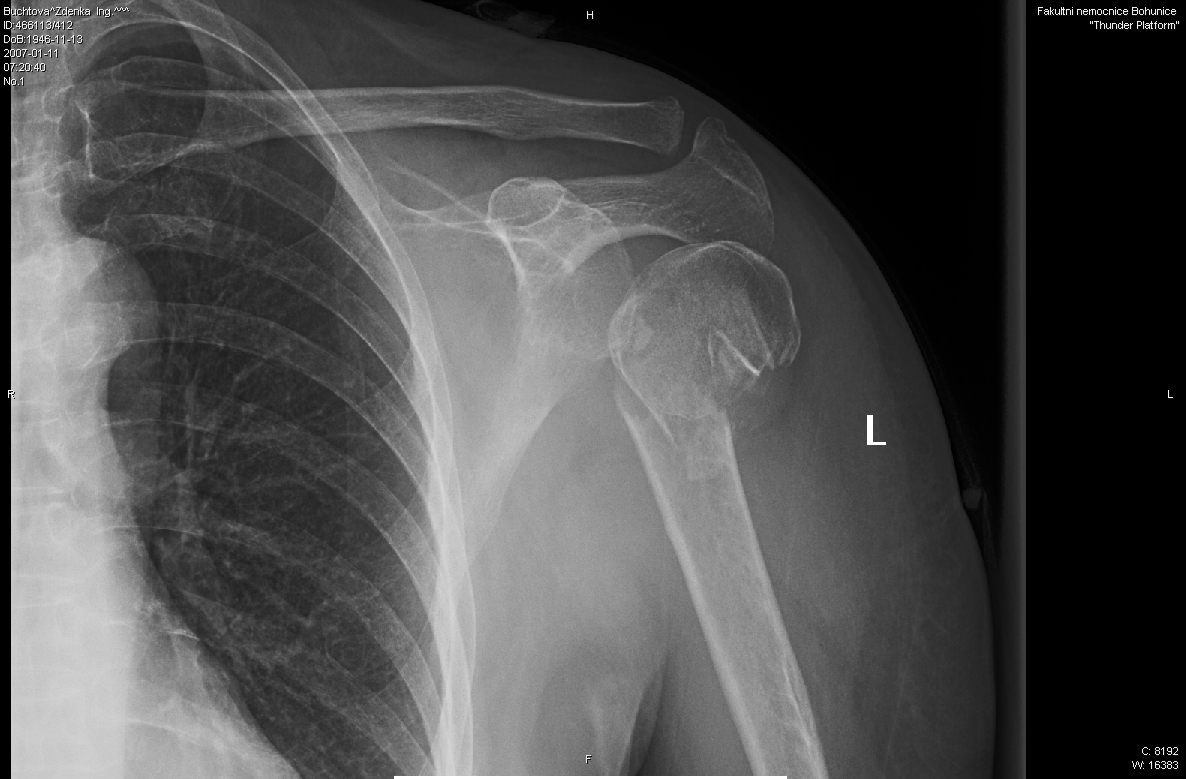 Buchtova^Zdenka Ing.^^^
ID:466113/412
DoB:1946-11-13
2007-01-11
07:20:40
No.1
H
Fakultni nemocnice Bohunice
"Thunder Platform"
R
L
L
F
C: 8192
W: 16383